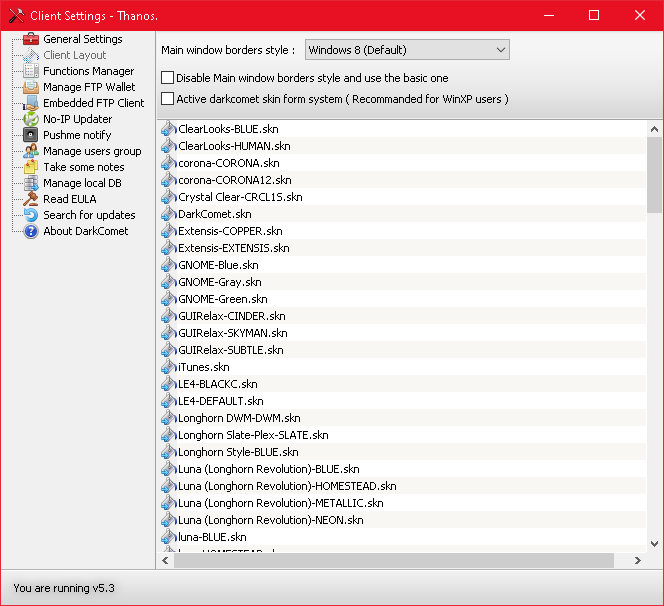 Client Settings - Thanos.
General Settings
Client Layout
Functions Manager
Manage FTP Wallet
Embedded FTP Client
No-IP Updater
Pushme notify
Manage users group
Take some notes
Manage local DB
Read EULA
Search for updates
About DarkComet
Main window borders style : Windows 8 (Default)
Disable Main window borders style and use the basic one
Active darkcomet skin form system ( Recommanded for WinXP users )
ClearLooks-BLUE.skn
ClearLooks-HUMAN.skn
corona-CORONA.skn
corona-CORONA12.skn
Crystal Clear-CRCL1S.skn
DarkComet.skn
Extensis-COPPER.skn
Extensis-EXTENSIS.skn
GNOME-Blue.skn
GNOME-Gray.skn
GNOME-Green.skn
GUIRelax-CINDER.skn
GUIRelax-SKYMAN.skn
GUIRelax-SUBTLE.skn
iTunes.skn
LE4-BLACKC.skn
LE4-DEFAULT.skn
Longhorn DWM-DWM.skn
Longhorn Slate-Plex-SLATE.skn
Longhorn Style-BLUE.skn
Luna (Longhorn Revolution)-BLUE.skn
Luna (Longhorn Revolution)-HOMESTEAD.skn
Luna (Longhorn Revolution)-METALLIC.skn
Luna (Longhorn Revolution)-NEON.skn
luna-BLUE.skn
You are running v5.3